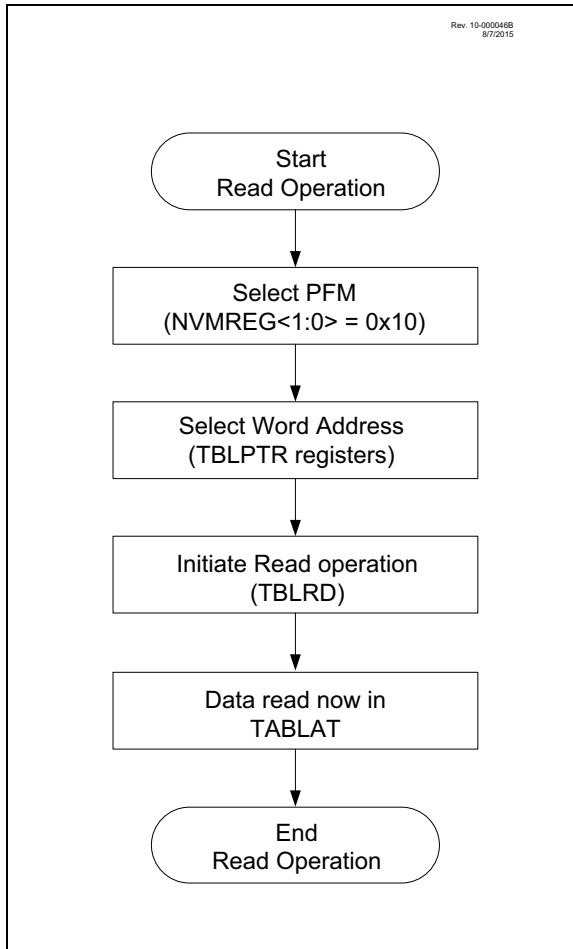 Rev. 10-000046B
8/7/2015
Start
Read Operation
Select PFM
(NVMREG<1:0> = 0x10)
Select Word Address
(TBLPTR registers)
Initiate Read operation
(TBLRD)
Data read now in
TABLAT
End
Read Operation